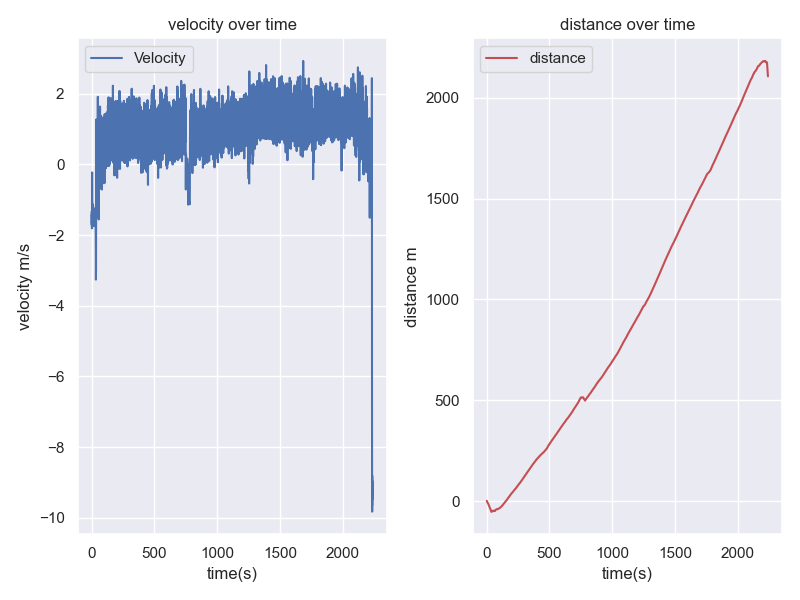 velocity over time
Velocity
2
0
−2
−4
−6
−8
−10
velocity m/s
0
500
1000
1500
2000
time(s)
distance over time
distance
2000
1500
1000
500
0
distance m
0
500
1000
1500
2000
time(s)